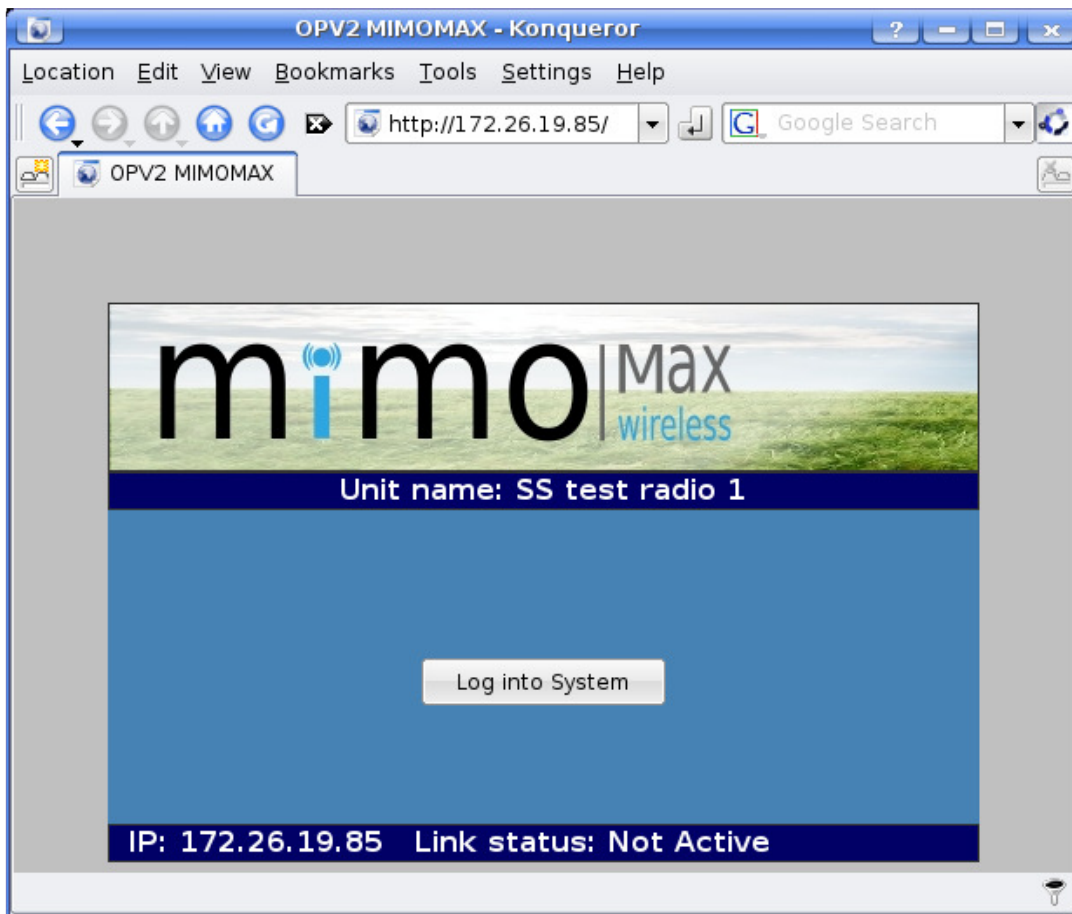 OPV2 MIMOMAX - Konqueror
Location Edit View Bookmarks Tools Settings Help
http://172.26.19.85/ G Google Search
OPV2 MIMOMAX
mimo Max
wireless
Unit name: SS test radio 1
Log into System
IP: 172.26.19.85 Link status: Not Active